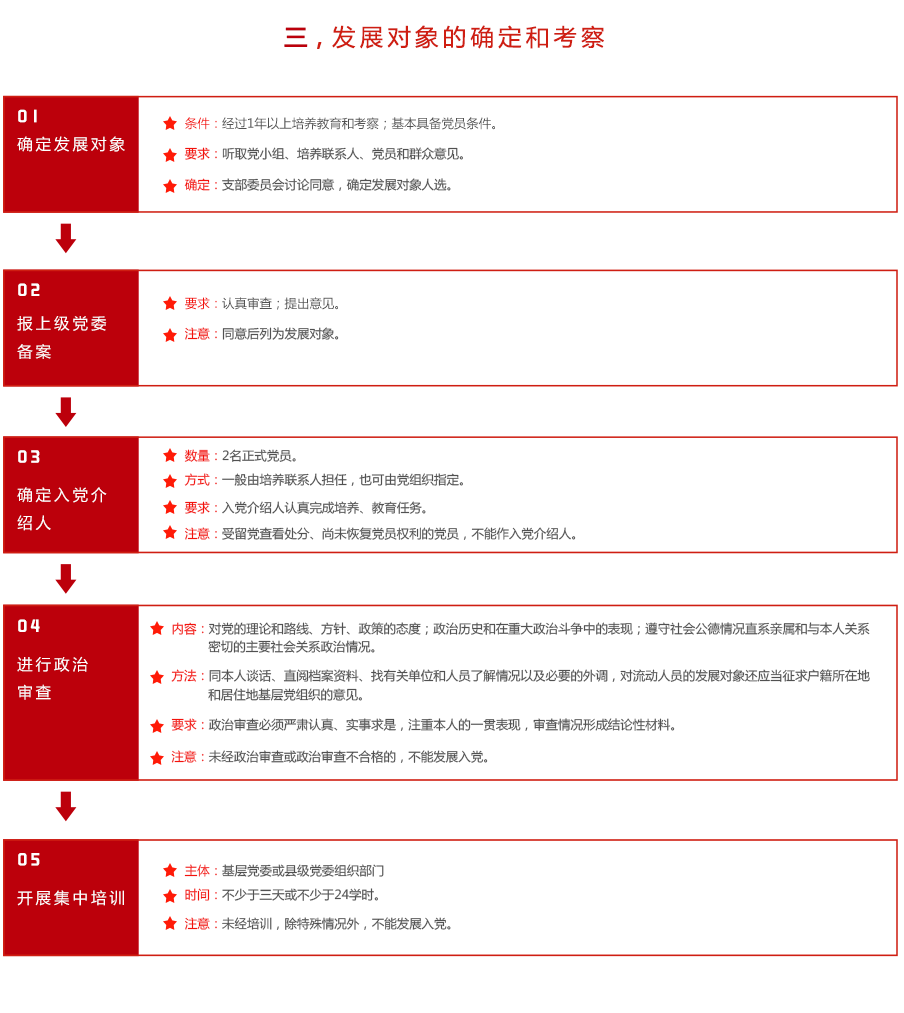 三,发展对象的确定和考察
01
确定发展对象
条件：经过1年以上培养教育和考察；基本具备党员条件。
要求：听取党小组、培养联系人、党员和群众意见。
确定：支部委员会讨论同意，确定发展对象人选。
02
报上级党委
备案
要求：认真审查；提出意见。
注意：同意后列为发展对象。
03
确定入党介
绍人
数量：2名正式党员。
方式：一般由培养联系人担任，也可由党组织指定。
要求：入党介绍人认真完成培养、教育任务。
注意：受留党查看处分、尚未恢复党员权利的党员，不能作入党介绍人。
04
进行政治
审查
内容：对党的理论和路线、方针、政策的态度；政治历史和在重大政治斗争中的表现；遵守社会公德情况直系亲属和与本人关系
密切的主要社会关系政治情况。
方法：同本人谈话、直阅档案资料、找有关单位和人员了解情况以及必要的外调，对流动人员的发展对象还应当征求户籍所在地
和居住地基层党组织的意见。
要求：政治审查必须严肃认真、实事求是，注重本人的一贯表现，审查情况形成结论性材料。
注意：未经政治审查或政治审查不合格的，不能发展入党。
05
开展集中培训
主体：基层党委或县级党委组织部门
时间：不少于三天或不少于24学时。
注意：未经培训，除特殊情况外，不能发展入党。